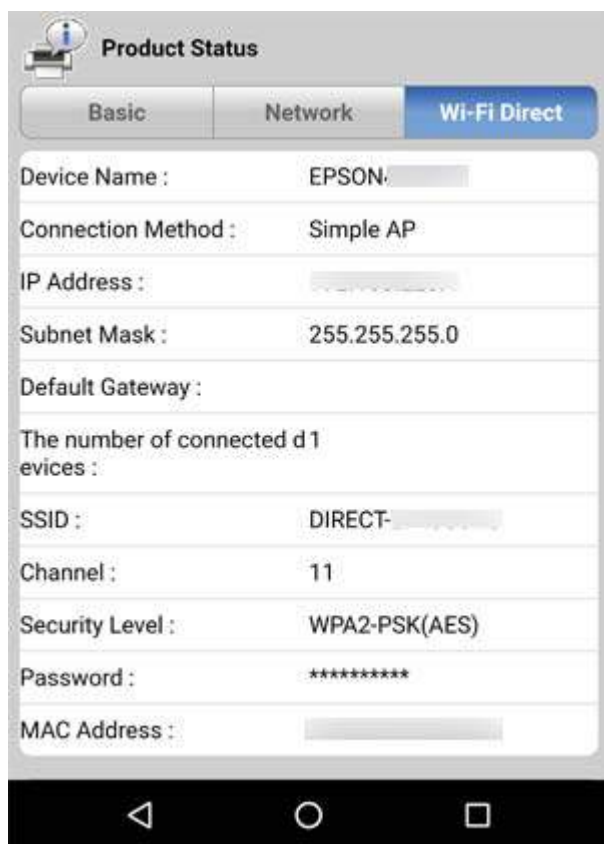 Product Status
Basic Network Wi-Fi Direct
Device Name : EPSON
Connection Method : Simple AP
IP Address :
Subnet Mask : 255.255.255.0
Default Gateway :
The number of connected d 1
evices :
SSID : DIRECT-
Channel : 11
Security Level : WPA2-PSK(AES)
Password : **********
MAC Address :